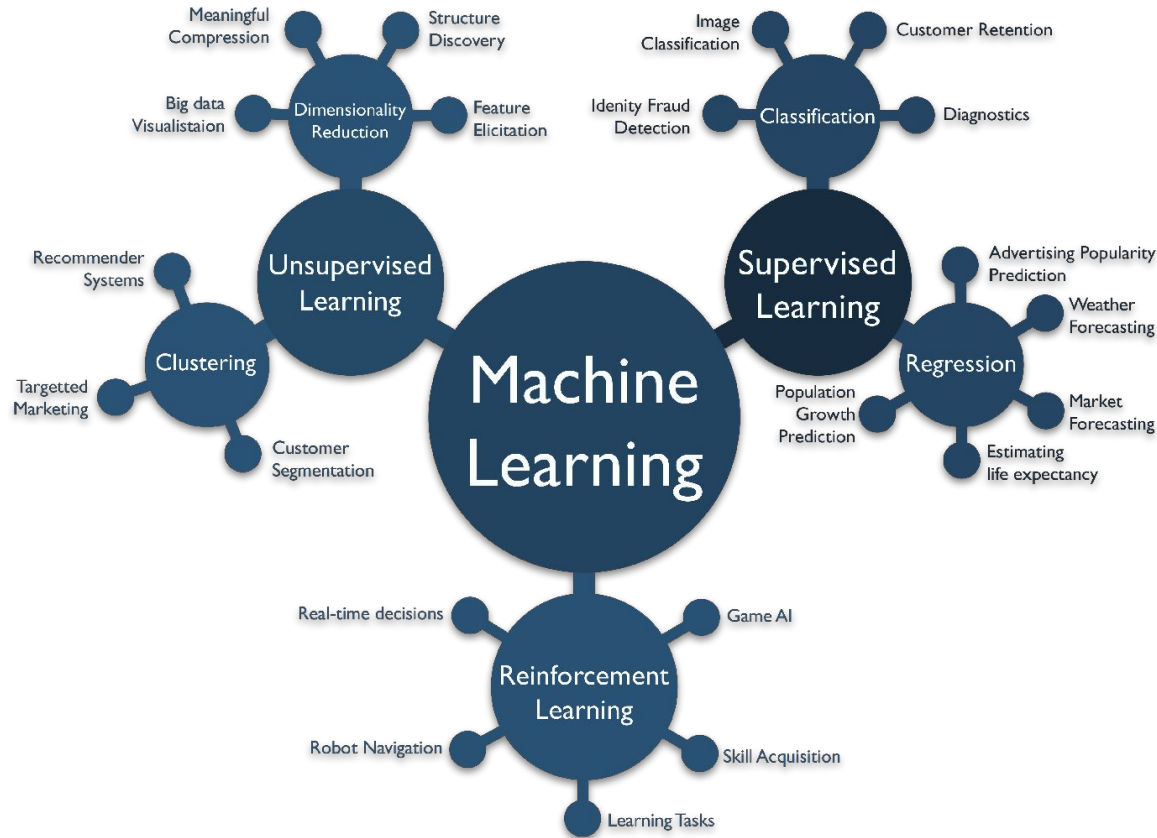 Meaningful
Compression
Structure
Discovery
Big data
Visualistaion
Dimensionality
Reduction
Feature
Elicitation
Image
Classification
Customer Retention
Idenity Fraud
Detection
Classification
Diagnostics
Unsupervised
Learning
Supervised
Learning
Recommender
Systems
Clustering
Targetted
Marketing
Customer
Segmentation
Machine
Learning
Advertising Popularity
Prediction
Weather
Forecasting
Regression
Population
Growth
Prediction
Market
Forecasting
Estimating
life expectancy
Real-time decisions
Game AI
Reinforcement
Learning
Robot Navigation
Skill Acquisition
Learning Tasks